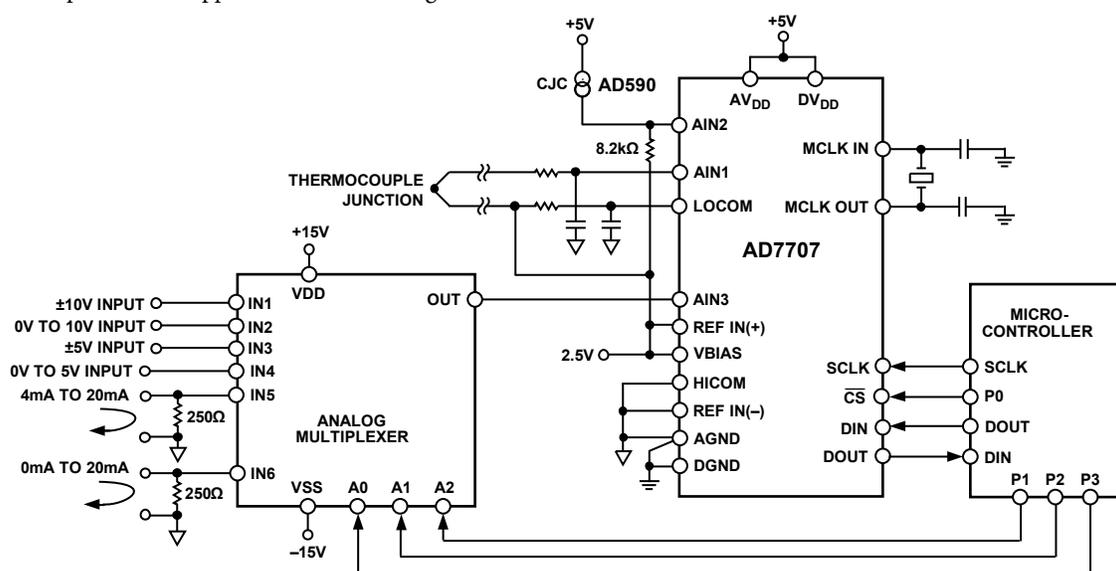 +5V
+5V
CJC AD590
AVDD DVDD
AIN2
8.2kΩ
MCLK IN
THERMOCOUPLE
JUNCTION
AIN1
LOCOM
MCLK OUT
AD7707
+15V
VDD
OUT
AIN3
±10V INPUT IN1
0V TO 10V INPUT IN2
±5V INPUT IN3
0V TO 5V INPUT IN4
4mA TO 20mA IN5
250Ω
ANALOG
MULTIPLEXER
0mA TO 20mA IN6
250Ω
VSS A0 A1 A2
–15V
REF IN(+)
2.5V VBIAS
HICOM
REF IN(–)
AGND
DGND
SCLK
CS
DIN
DOUT
MICRO-
CONTROLLER
SCLK
P0
DOUT
DIN
P1 P2 P3